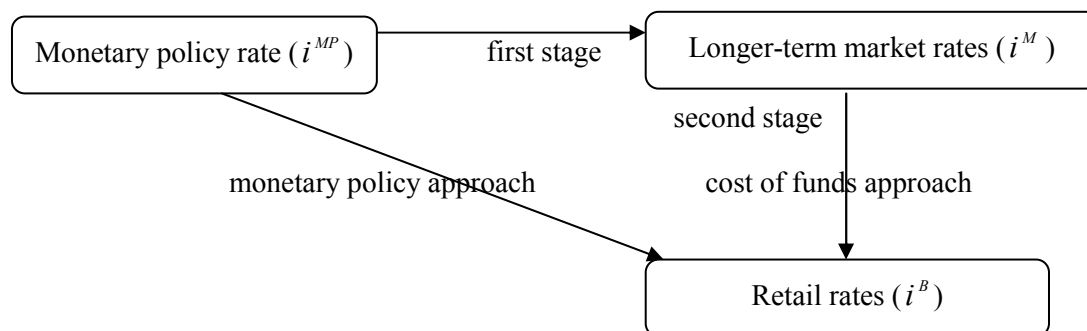 Monetary policy rate (i^MP)
first stage
Longer-term market rates (i^M)
second stage
monetary policy approach
cost of funds approach
Retail rates (i^B)